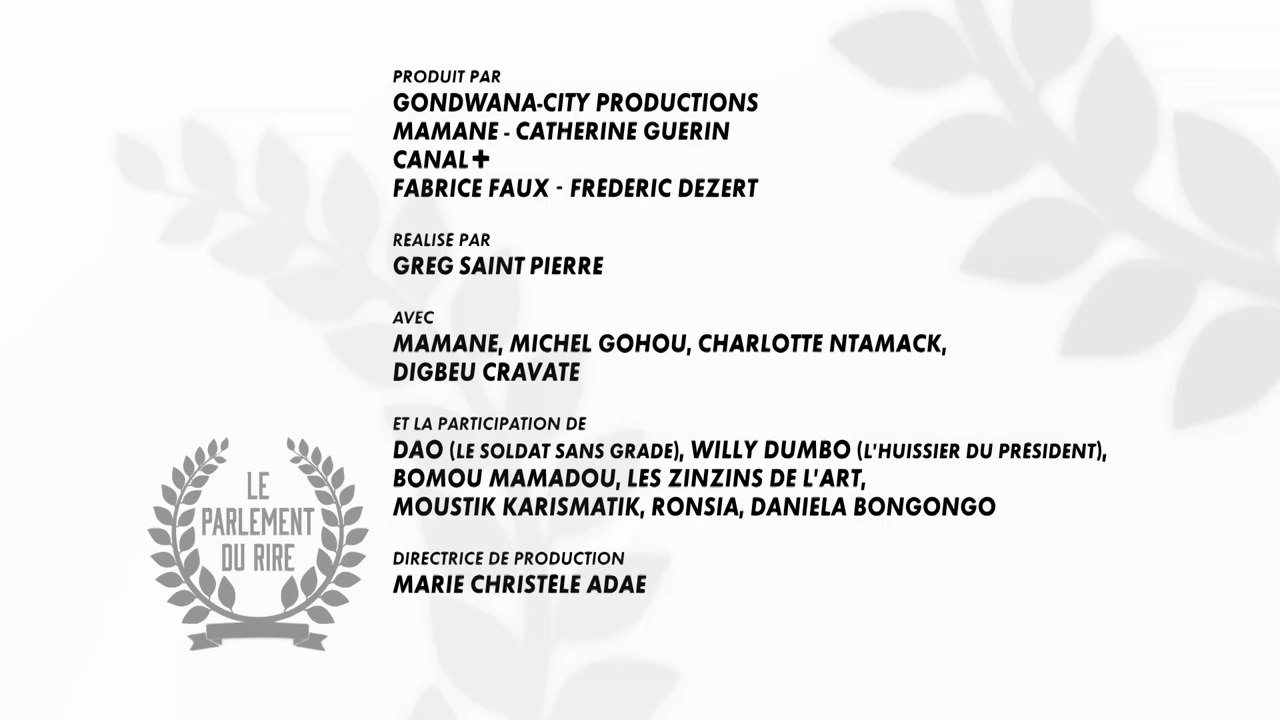 PRODUIT PAR
GONDWANA-CITY PRODUCTIONS
MAMANE - CATHERINE GUERIN
CANAL+
FABRICE FAUX - FREDERIC DEZERT
REALISE PAR
GREG SAINT PIERRE
AVEC
MAMANE, MICHEL GOHOU, CHARLOTTE NTAMACK,
DIGBEU CRAVATE
ET LA PARTICIPATION DE
DAO (LE SOLDAT SANS GRADE), WILLY DUMBO (L'HUISSIER DU PRÉSIDENT),
BOMOU MAMADOU, LES ZINZINS DE L'ART,
MOUSTIK KARISMATIK, RONSIA, DANIELA BONGONGO
DIRECTRICE DE PRODUCTION
MARIE CHRISTÈLE ADAE
LE
PARLEMENT
DU RIRE